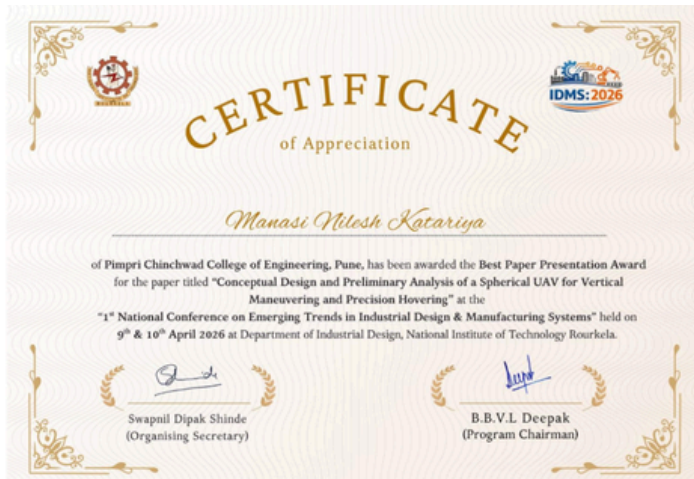 CERTIFICATE
IDMS:2026
ROURKELA
of Appreciation
Manasi Nilesh Katariya
of Pimpri Chinchwad College of Engineering, Pune, has been awarded the Best Paper Presentation Award
for the paper titled “Conceptual Design and Preliminary Analysis of a Spherical UAV for Vertical
Maneuvering and Precision Hovering” at the
“1st National Conference on Emerging Trends in Industrial Design & Manufacturing Systems” held on
9th & 10th April 2026 at Department of Industrial Design, National Institute of Technology Rourkela.
Swapnil Dipak Shinde
(Organising Secretary)
B.B.V.L Deepak
(Program Chairman)